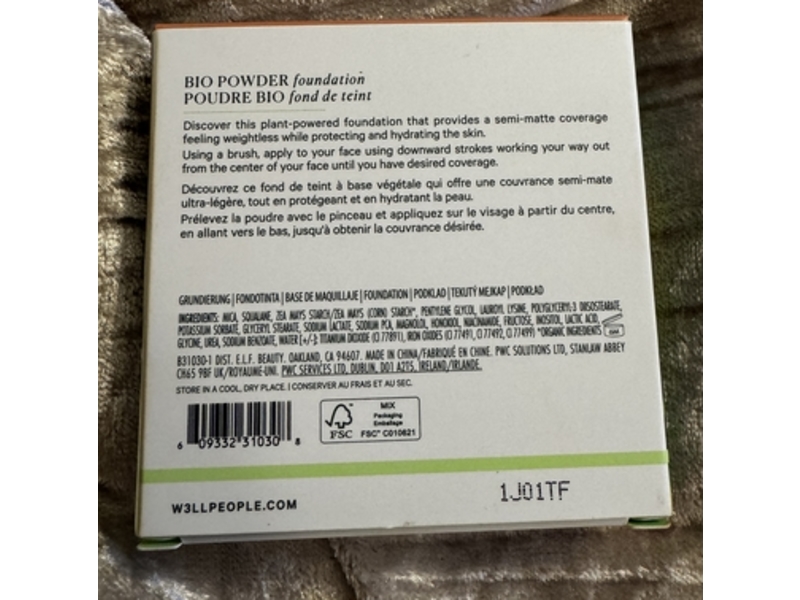 BIO POWDER foundation
POUDRE BIO fond de teint
Discover this plant-powered foundation that provides a semi-matte coverage
feeling weightless while protecting and hydrating the skin.
Using a brush, apply to your face using downward strokes working your way out
from the center of your face until you have desired coverage.
Découvrez ce fond de teint à base végétale qui offre une couvrance semi-mate
ultra-légère, tout en protégeant et en hydratant la peau.
Prélevez la poudre avec le pinceau et appliquez sur le visage à partir du centre,
en allant vers le bas, jusqu'à obtenir la couvrance désirée.
GRUNDIERUNG | FONDOTINTA | BASE DE MAQUILLAJE | FOUNDATION | PODKLAD | TEKUTÝ MEJKAP | PODKŁAD
INGREDIENTS: MICA, SQUALANE, ZEA MAYS STARCH/ZEA MAYS (CORN) STARCH*, PENTYLENE GLYCOL, LAUROYL LYSINE, POLYGLYCERYL-3 DIISOSTEARATE,
POTASSIUM SORBATE, GLYCERYL STEARATE, SODIUM LACTATE, SODIUM PCA, MAGNOLOL, HONOKIOL, NIACINAMIDE, FRUCTOSE, INOSITOL, LACTIC ACID,
GLYCINE, UREA, SODIUM BENZOATE, WATER [+/-]: TITANIUM DIOXIDE (CI 77891), IRON OXIDES (CI 77491, CI 77492, CI 77499) *ORGANIC INGREDIENTS
B31030-1 DIST. E.L.F. BEAUTY. OAKLAND, CA 94607. MADE IN CHINA/FABRIQUÉ EN CHINE. PWC SOLUTIONS LTD, STANLAW ABBEY
CH65 9BF UK/ROYAUME-UNI. PWC SERVICES LTD, DUBLIN, D01 A2T5, IRELAND/IRLANDE.
STORE IN A COOL, DRY PLACE. | CONSERVER AU FRAIS ET AU SEC.
6 09332 31030 8
FSC
MIX
Packaging
Emballage
FSC® C010621
W3LLPEOPLE.COM
1J01TF